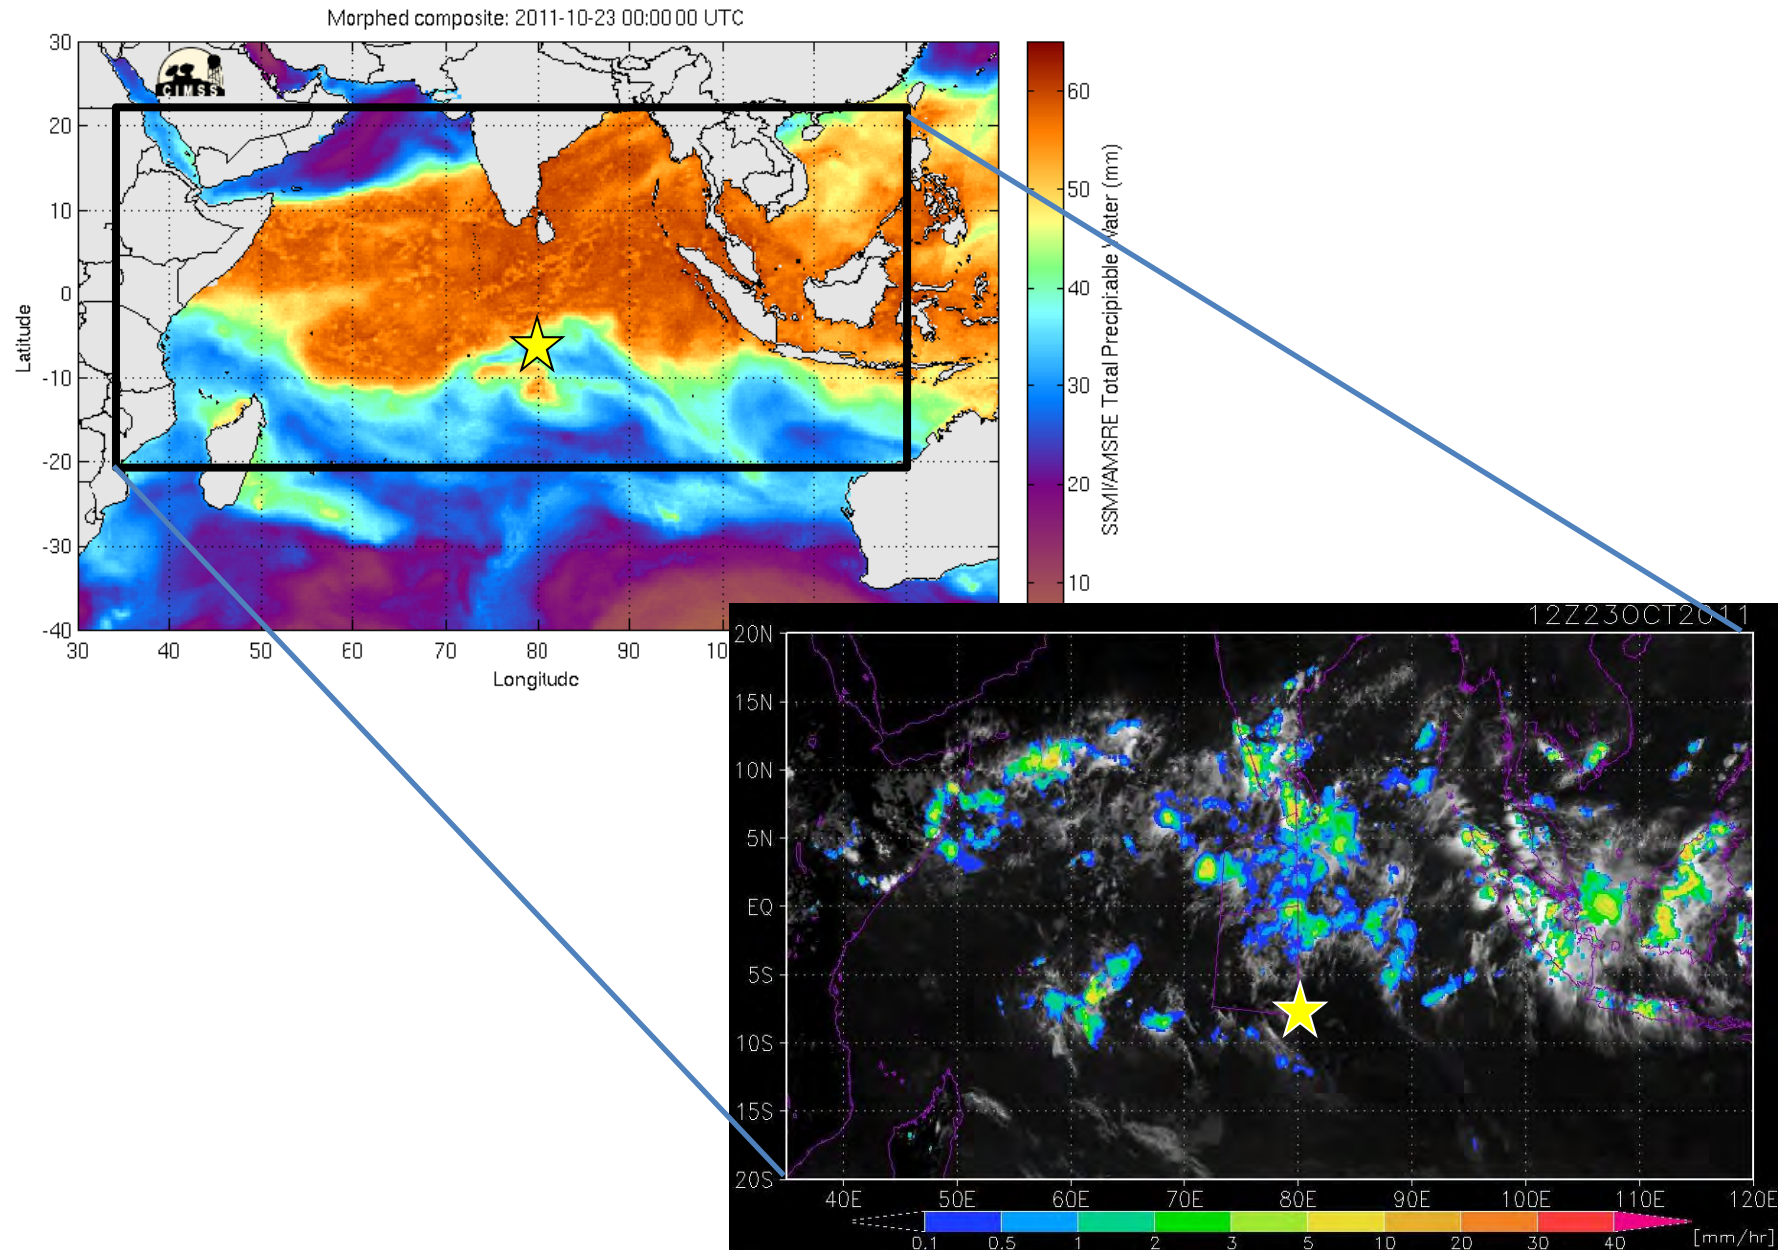 Morphed composite: 2011-10-23 00:00:00 UTC
CIMSS
30
20
10
0
-10
-20
-30
-40
Latitude
30
40
50
60
70
80
90
10
Longitude
60
50
40
30
20
10
SSMI/AMSRE Total Precipitable Water (mm)
12Z23OCT2011
20N
15N
10N
5N
EQ
5S
10S
15S
20S
40E
50E
60E
70E
80E
90E
100E
110E
120E
0.1
0.5
1
2
3
5
10
20
30
40
[mm/hr]